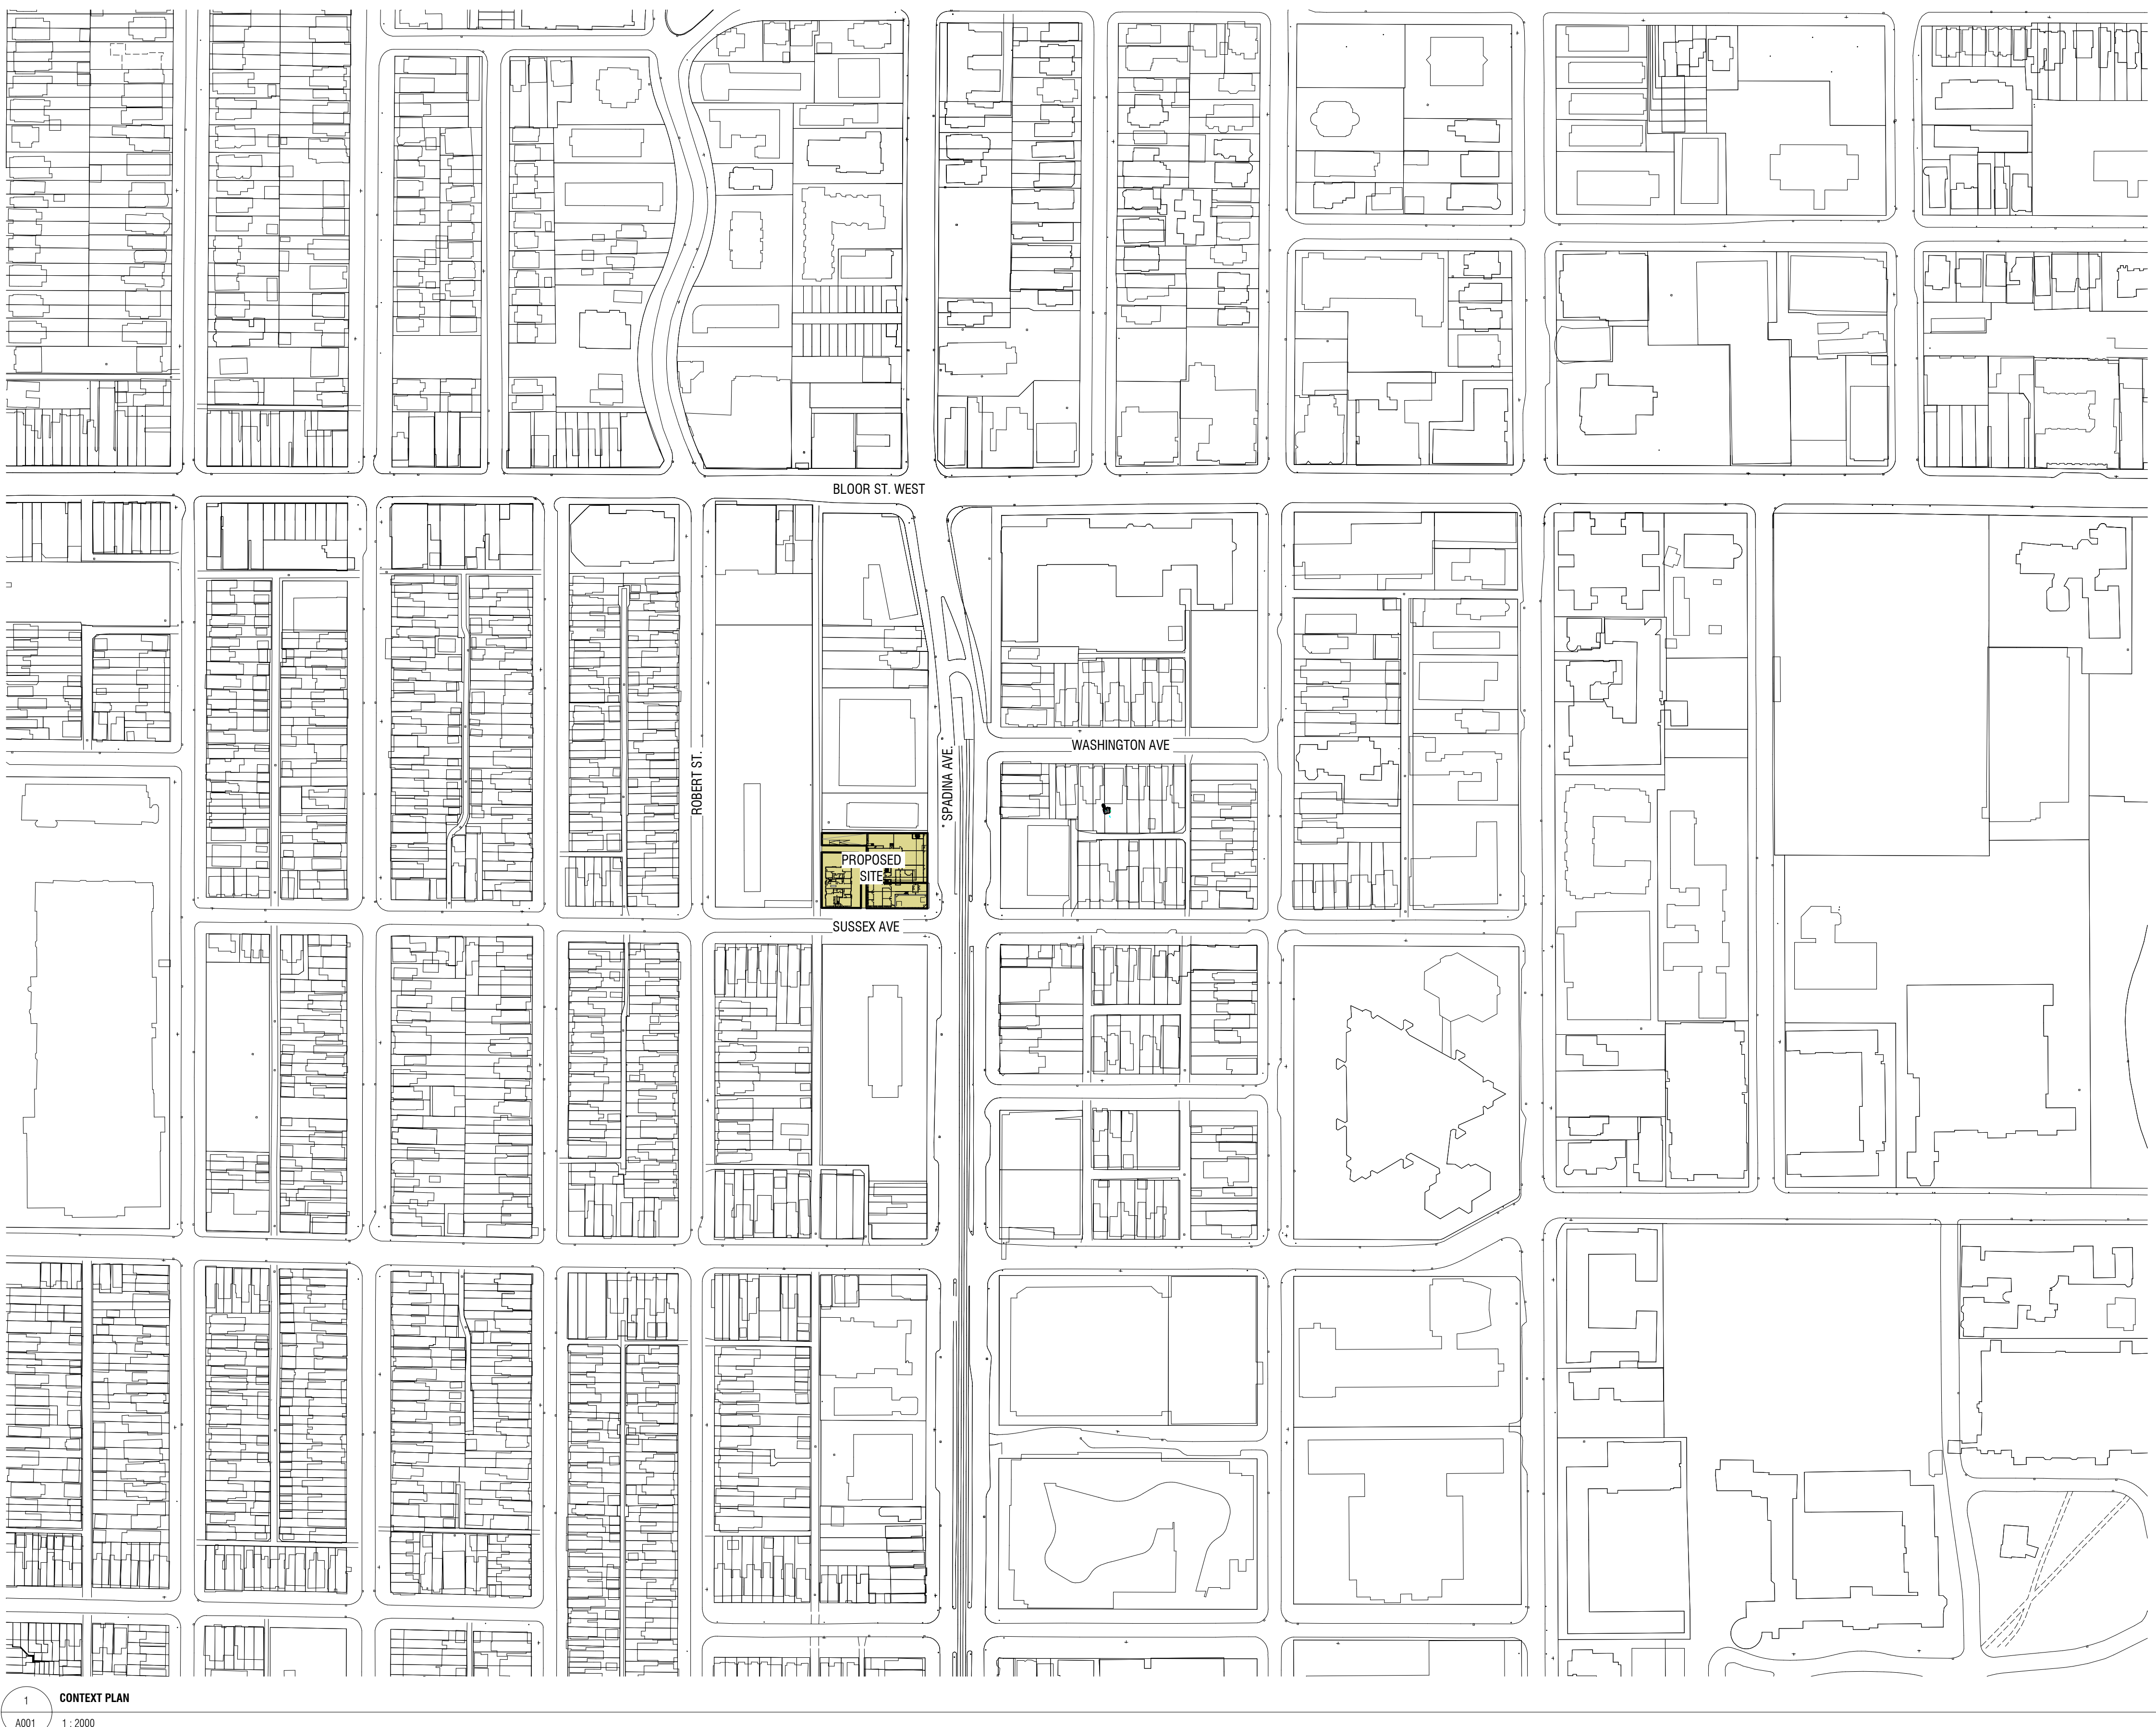 BLOOR ST. WEST
ROBERT ST.
SPADINA AVE.
WASHINGTON AVE
PROPOSED
SITE
SUSSEX AVE
1
CONTEXT PLAN
A001
1 : 2000